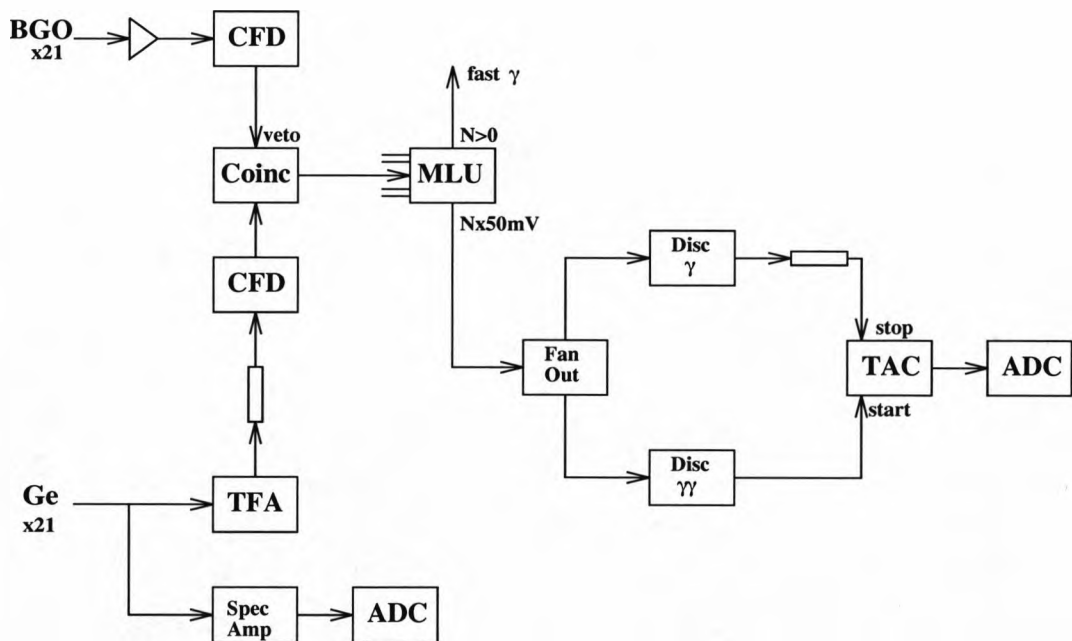 BGO
x21
CFD
veto
Coinc
CFD
TFA
Ge
x21
Spec
Amp
ADC
fast γ
N>0
MLU
Nx50mV
Fan
Out
Disc
γ
Disc
γγ
stop
TAC
start
ADC